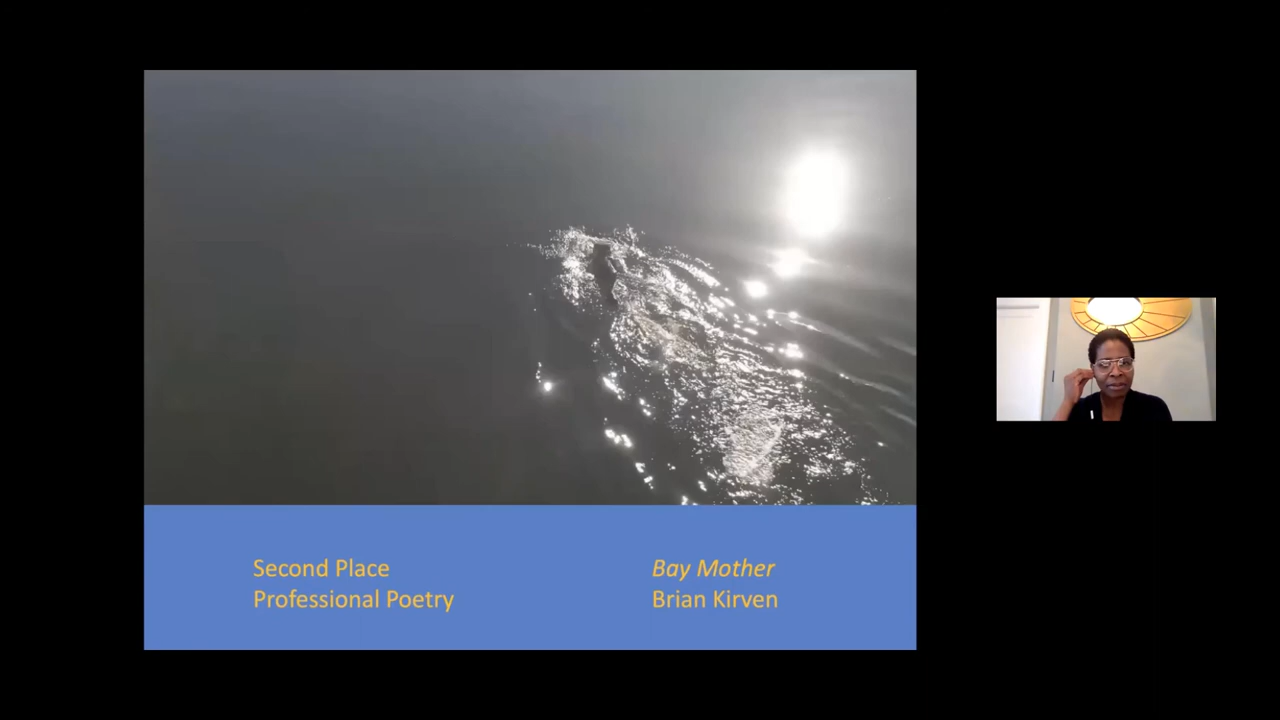 Second Place
Professional Poetry
Bay Mother
Brian Kirven